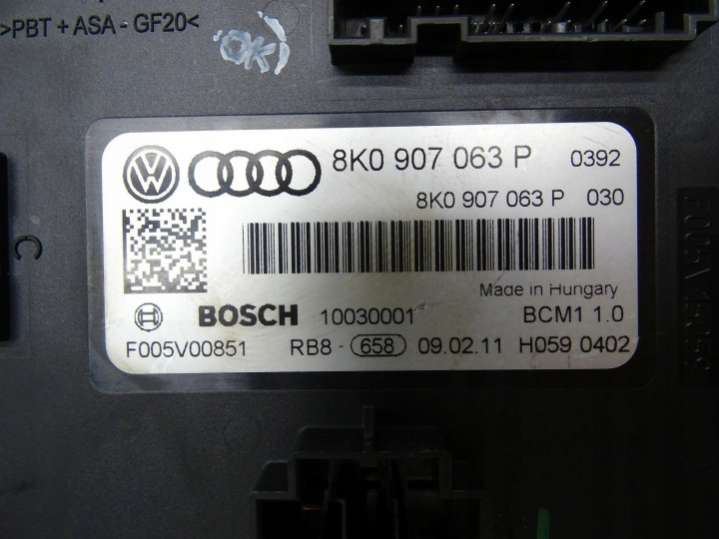 >PBT + ASA - GF20<
(OK)
8K0 907 063 P 0392
8K0 907 063 P 030
C
Made in Hungary
BOSCH 10030001 BCM1 1.0
F005V00851 RB8 - 658 09.02.11 H059 0402